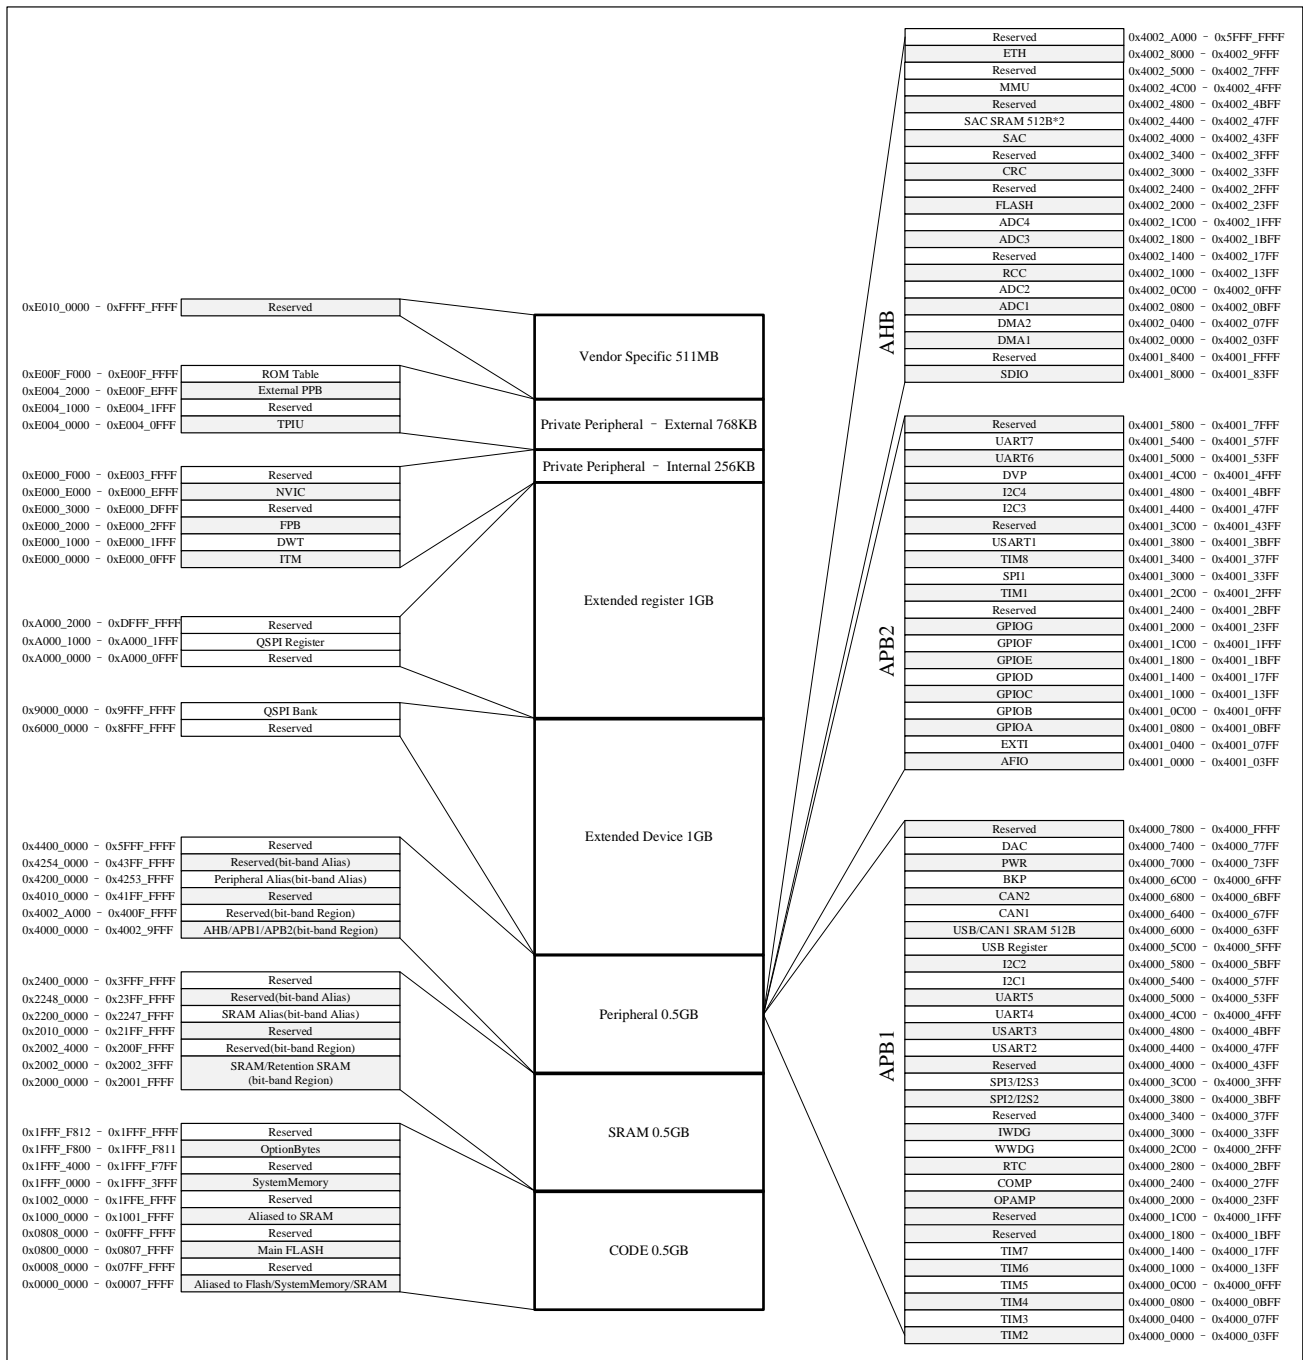 0xE010_0000 - 0xFFFF_FFFF Reserved
0xE00F_F000 - 0xE00F_FFFF ROM Table
0xE004_2000 - 0xE00F_EFFF External PPB
0xE004_1000 - 0xE004_1FFF Reserved
0xE004_0000 - 0xE004_0FFF TPIU
0xE000_F000 - 0xE003_FFFF Reserved
0xE000_E000 - 0xE000_EFFF NVIC
0xE000_3000 - 0xE000_DFFF Reserved
0xE000_2000 - 0xE000_2FFF FPB
0xE000_1000 - 0xE000_1FFF DWT
0xE000_0000 - 0xE000_0FFF ITM
0xA000_2000 - 0xDFFF_FFFF Reserved
0xA000_1000 - 0xA000_1FFF QSPI Register
0xA000_0000 - 0xA000_0FFF Reserved
0x9000_0000 - 0x9FFF_FFFF QSPI Bank
0x6000_0000 - 0x8FFF_FFFF Reserved
0x4400_0000 - 0x5FFF_FFFF Reserved
0x4254_0000 - 0x43FF_FFFF Reserved(bit-band Alias)
0x4200_0000 - 0x4253_FFFF Peripheral Alias(bit-band Alias)
0x4010_0000 - 0x41FF_FFFF Reserved
0x4002_A000 - 0x400F_FFFF Reserved(bit-band Region)
0x4000_0000 - 0x4002_9FFF AHB/APB1/APB2(bit-band Region)
0x2400_0000 - 0x3FFF_FFFF Reserved
0x2248_0000 - 0x23FF_FFFF Reserved(bit-band Alias)
0x2200_0000 - 0x2247_FFFF SRAM Alias(bit-band Alias)
0x2010_0000 - 0x21FF_FFFF Reserved
0x2002_4000 - 0x200F_FFFF Reserved(bit-band Region)
0x2002_0000 - 0x2002_3FFF SRAM/Retention SRAM
0x2000_0000 - 0x2001_FFFF (bit-band Region)
0x1FFF_F812 - 0x1FFF_FFFF Reserved
0x1FFF_F800 - 0x1FFF_F811 OptionBytes
0x1FFF_4000 - 0x1FFF_F7FF Reserved
0x1FFF_0000 - 0x1FFF_3FFF SystemMemory
0x1002_0000 - 0x1FFE_FFFF Reserved
0x1000_0000 - 0x1001_FFFF Aliased to SRAM
0x0808_0000 - 0x0FFF_FFFF Reserved
0x0800_0000 - 0x0807_FFFF Main FLASH
0x0008_0000 - 0x07FF_FFFF Reserved
0x0000_0000 - 0x0007_FFFF Aliased to Flash/SystemMemory/SRAM
Vendor Specific 511MB
Private Peripheral - External 768KB
Private Peripheral - Internal 256KB
Extended register 1GB
Extended Device 1GB
Peripheral 0.5GB
SRAM 0.5GB
CODE 0.5GB
AHB
Reserved 0x4002_A000 - 0x5FFF_FFFF
ETH 0x4002_8000 - 0x4002_9FFF
Reserved 0x4002_5000 - 0x4002_7FFF
MMU 0x4002_4C00 - 0x4002_4FFF
Reserved 0x4002_4800 - 0x4002_4BFF
SAC SRAM 512B*2 0x4002_4400 - 0x4002_47FF
SAC 0x4002_4000 - 0x4002_43FF
Reserved 0x4002_3400 - 0x4002_3FFF
CRC 0x4002_3000 - 0x4002_33FF
Reserved 0x4002_2400 - 0x4002_2FFF
FLASH 0x4002_2000 - 0x4002_23FF
ADC4 0x4002_1C00 - 0x4002_1FFF
ADC3 0x4002_1800 - 0x4002_1BFF
Reserved 0x4002_1400 - 0x4002_17FF
RCC 0x4002_1000 - 0x4002_13FF
ADC2 0x4002_0C00 - 0x4002_0FFF
ADC1 0x4002_0800 - 0x4002_0BFF
DMA2 0x4002_0400 - 0x4002_07FF
DMA1 0x4002_0000 - 0x4002_03FF
Reserved 0x4001_8400 - 0x4001_FFFF
SDIO 0x4001_8000 - 0x4001_83FF
APB2
Reserved 0x4001_5800 - 0x4001_7FFF
UART7 0x4001_5400 - 0x4001_57FF
UART6 0x4001_5000 - 0x4001_53FF
DVP 0x4001_4C00 - 0x4001_4FFF
I2C4 0x4001_4800 - 0x4001_4BFF
I2C3 0x4001_4400 - 0x4001_47FF
Reserved 0x4001_3C00 - 0x4001_43FF
USART1 0x4001_3800 - 0x4001_3BFF
TIM8 0x4001_3400 - 0x4001_37FF
SPI1 0x4001_3000 - 0x4001_33FF
TIM1 0x4001_2C00 - 0x4001_2FFF
Reserved 0x4001_2400 - 0x4001_2BFF
GPIOG 0x4001_2000 - 0x4001_23FF
GPIOF 0x4001_1C00 - 0x4001_1FFF
GPIOE 0x4001_1800 - 0x4001_1BFF
GPIOD 0x4001_1400 - 0x4001_17FF
GPIOC 0x4001_1000 - 0x4001_13FF
GPIOB 0x4001_0C00 - 0x4001_0FFF
GPIOA 0x4001_0800 - 0x4001_0BFF
EXTI 0x4001_0400 - 0x4001_07FF
AFIO 0x4001_0000 - 0x4001_03FF
APB1
Reserved 0x4000_7800 - 0x4000_FFFF
DAC 0x4000_7400 - 0x4000_77FF
PWR 0x4000_7000 - 0x4000_73FF
BKP 0x4000_6C00 - 0x4000_6FFF
CAN2 0x4000_6800 - 0x4000_6BFF
CAN1 0x4000_6400 - 0x4000_67FF
USB/CAN1 SRAM 512B 0x4000_6000 - 0x4000_63FF
USB Register 0x4000_5C00 - 0x4000_5FFF
I2C2 0x4000_5800 - 0x4000_5BFF
I2C1 0x4000_5400 - 0x4000_57FF
UART5 0x4000_5000 - 0x4000_53FF
UART4 0x4000_4C00 - 0x4000_4FFF
USART3 0x4000_4800 - 0x4000_4BFF
USART2 0x4000_4400 - 0x4000_47FF
Reserved 0x4000_4000 - 0x4000_43FF
SPI3/I2S3 0x4000_3C00 - 0x4000_3FFF
SPI2/I2S2 0x4000_3800 - 0x4000_3BFF
Reserved 0x4000_3400 - 0x4000_37FF
IWDG 0x4000_3000 - 0x4000_33FF
WWDG 0x4000_2C00 - 0x4000_2FFF
RTC 0x4000_2800 - 0x4000_2BFF
COMP 0x4000_2400 - 0x4000_27FF
OPAMP 0x4000_2000 - 0x4000_23FF
Reserved 0x4000_1C00 - 0x4000_1FFF
Reserved 0x4000_1800 - 0x4000_1BFF
TIM7 0x4000_1400 - 0x4000_17FF
TIM6 0x4000_1000 - 0x4000_13FF
TIM5 0x4000_0C00 - 0x4000_0FFF
TIM4 0x4000_0800 - 0x4000_0BFF
TIM3 0x4000_0400 - 0x4000_07FF
TIM2 0x4000_0000 - 0x4000_03FF